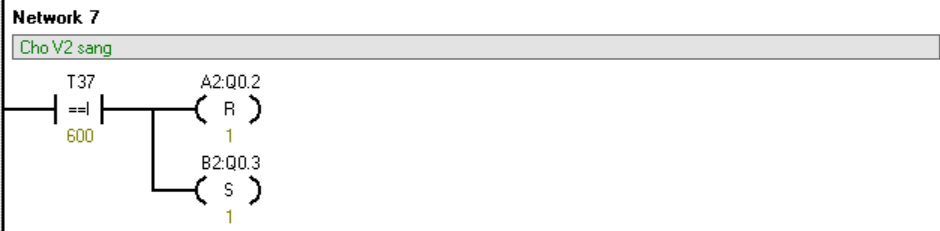 Network 7
Cho V2 sang
T37 A2:Q0.2
==I R
600 1
B2:Q0.3
S
1